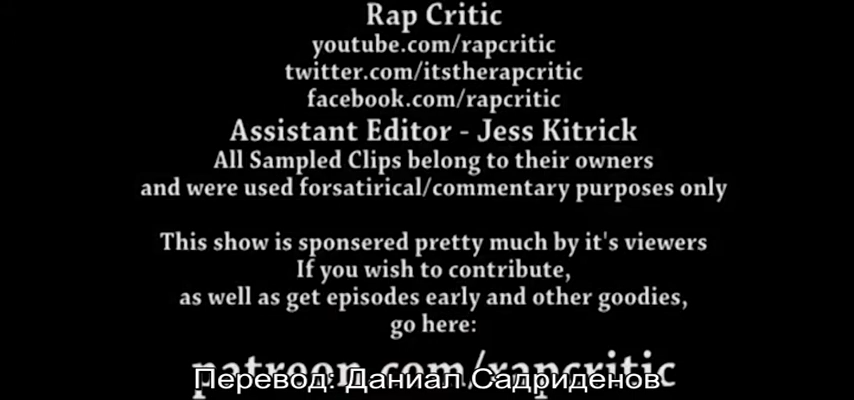 Rap Critic
youtube.com/rapcritic
twitter.com/itstherapcritic
facebook.com/rapcritic
Assistant Editor - Jess Kitrick
All Sampled Clips belong to their owners
and were used forsatirical/commentary purposes only
This show is sponsered pretty much by it's viewers
If you wish to contribute,
as well as get episodes early and other goodies,
go here:
patreon.com/rapcritic
Перевод: Даниал Садриденов